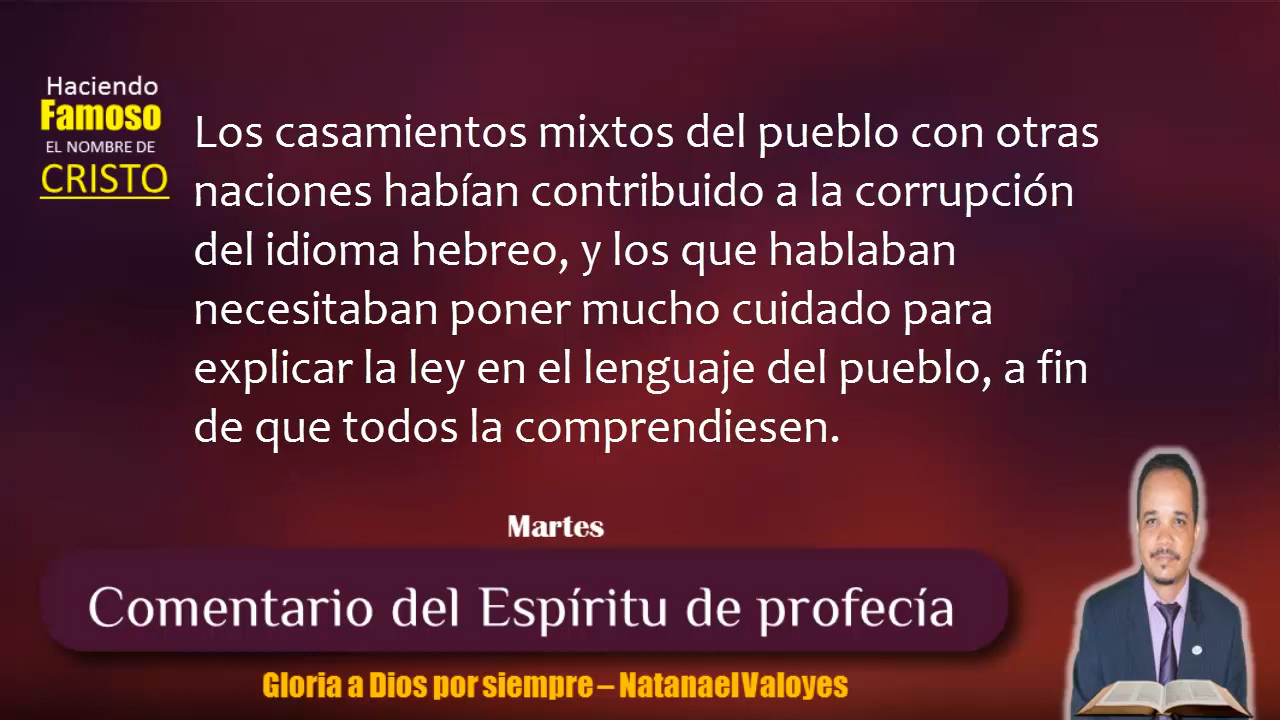 Haciendo
Famoso
EL NOMBRE DE
CRISTO
Los casamientos mixtos del pueblo con otras
naciones habían contribuido a la corrupción
del idioma hebreo, y los que hablaban
necesitaban poner mucho cuidado para
explicar la ley en el lenguaje del pueblo, a fin
de que todos la comprendiesen.
Martes
Comentario del Espíritu de profecía
Gloria a Dios por siempre – Natanael Valoyes